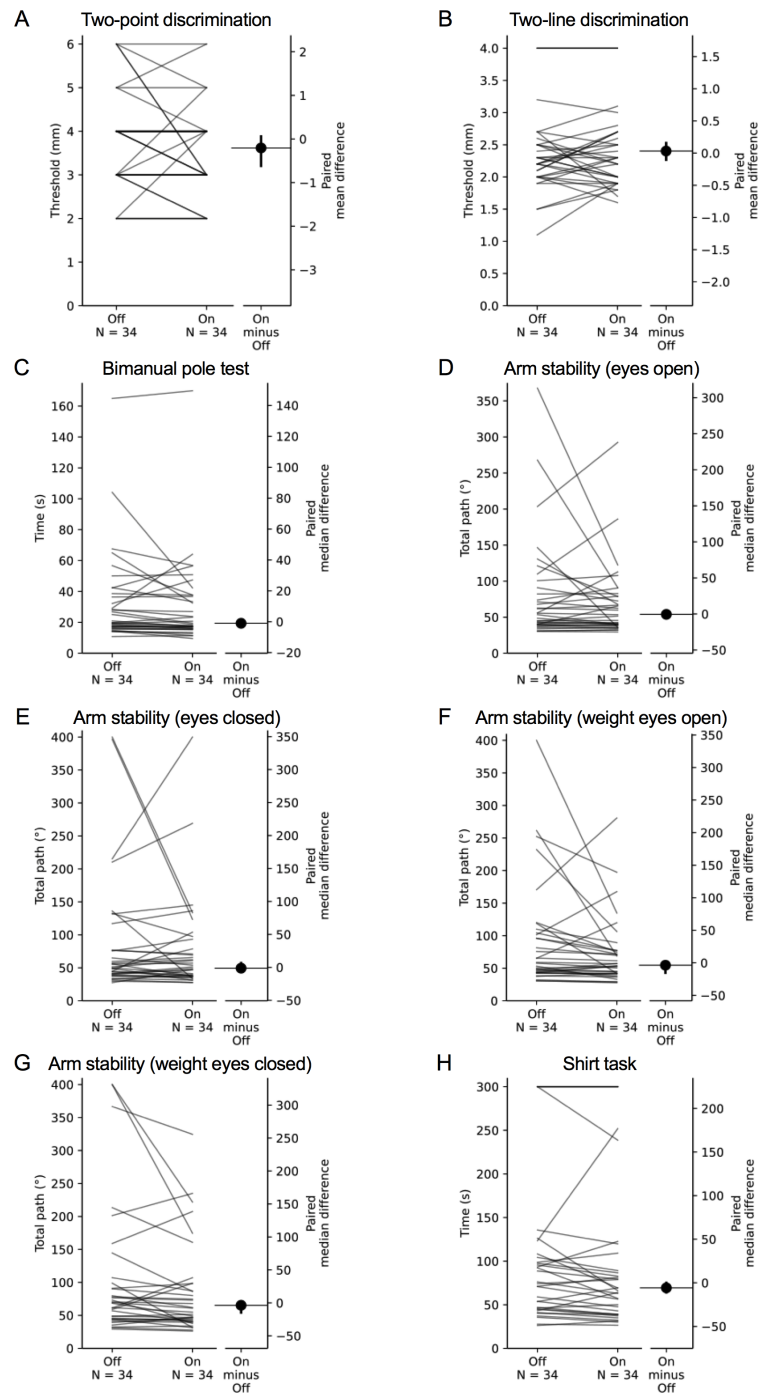 A Two-point discrimination
6
5
4
3
2
1
0
Threshold (mm)
2
1
0
−1
−2
−3
Paired
mean difference
Off
N = 34
On
N = 34
On
minus
Off
B Two-line discrimination
4.0
3.5
3.0
2.5
2.0
1.5
1.0
0.5
0.0
Threshold (mm)
1.5
1.0
0.5
0.0
−0.5
−1.0
−1.5
−2.0
Paired
mean difference
Off
N = 34
On
N = 34
On
minus
Off
C Bimanual pole test
160
140
120
100
80
60
40
20
0
Time (s)
140
120
100
80
60
40
20
0
−20
Paired
median difference
Off
N = 34
On
N = 34
On
minus
Off
D Arm stability (eyes open)
350
300
250
200
150
100
50
0
Total path (°)
300
250
200
150
100
50
0
−50
Paired
median difference
Off
N = 34
On
N = 34
On
minus
Off
E Arm stability (eyes closed)
400
350
300
250
200
150
100
50
0
Total path (°)
350
300
250
200
150
100
50
0
−50
Paired
median difference
Off
N = 34
On
N = 34
On
minus
Off
F Arm stability (weight eyes open)
400
350
300
250
200
150
100
50
0
Total path (°)
350
300
250
200
150
100
50
0
−50
Paired
median difference
Off
N = 34
On
N = 34
On
minus
Off
G Arm stability (weight eyes closed)
400
350
300
250
200
150
100
50
0
Total path (°)
300
250
200
150
100
50
0
−50
Paired
median difference
Off
N = 34
On
N = 34
On
minus
Off
H Shirt task
300
250
200
150
100
50
0
Time (s)
200
150
100
50
0
−50
Paired
median difference
Off
N = 34
On
N = 34
On
minus
Off